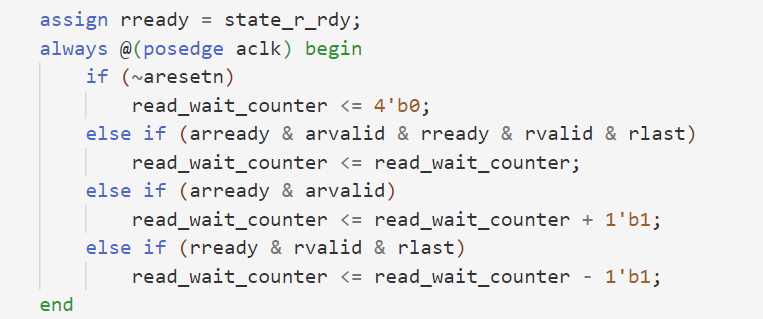 assign rready = state_r_rdy;
always @(posedge aclk) begin
    if (~aresetn)
        read_wait_counter <= 4'b0;
    else if (arready & arvalid & rready & rvalid & rlast)
        read_wait_counter <= read_wait_counter;
    else if (arready & arvalid)
        read_wait_counter <= read_wait_counter + 1'b1;
    else if (rready & rvalid & rlast)
        read_wait_counter <= read_wait_counter - 1'b1;
end